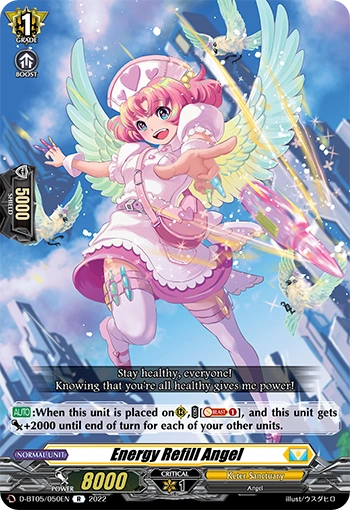 1
GRADE
BOOST
5000
SHIELD
Stay healthy, everyone!
Knowing that you're all healthy gives me power!
AUTO:When this unit is placed on , [BLAST 1], and this unit gets
+2000 until end of turn for each of your other units.
NORMAL UNIT
Energy Refill Angel
POWER 8000
CRITICAL
1
Keter Sanctuary
Angel
D-BT05/050EN R 2022
illust/ウスダヒロ